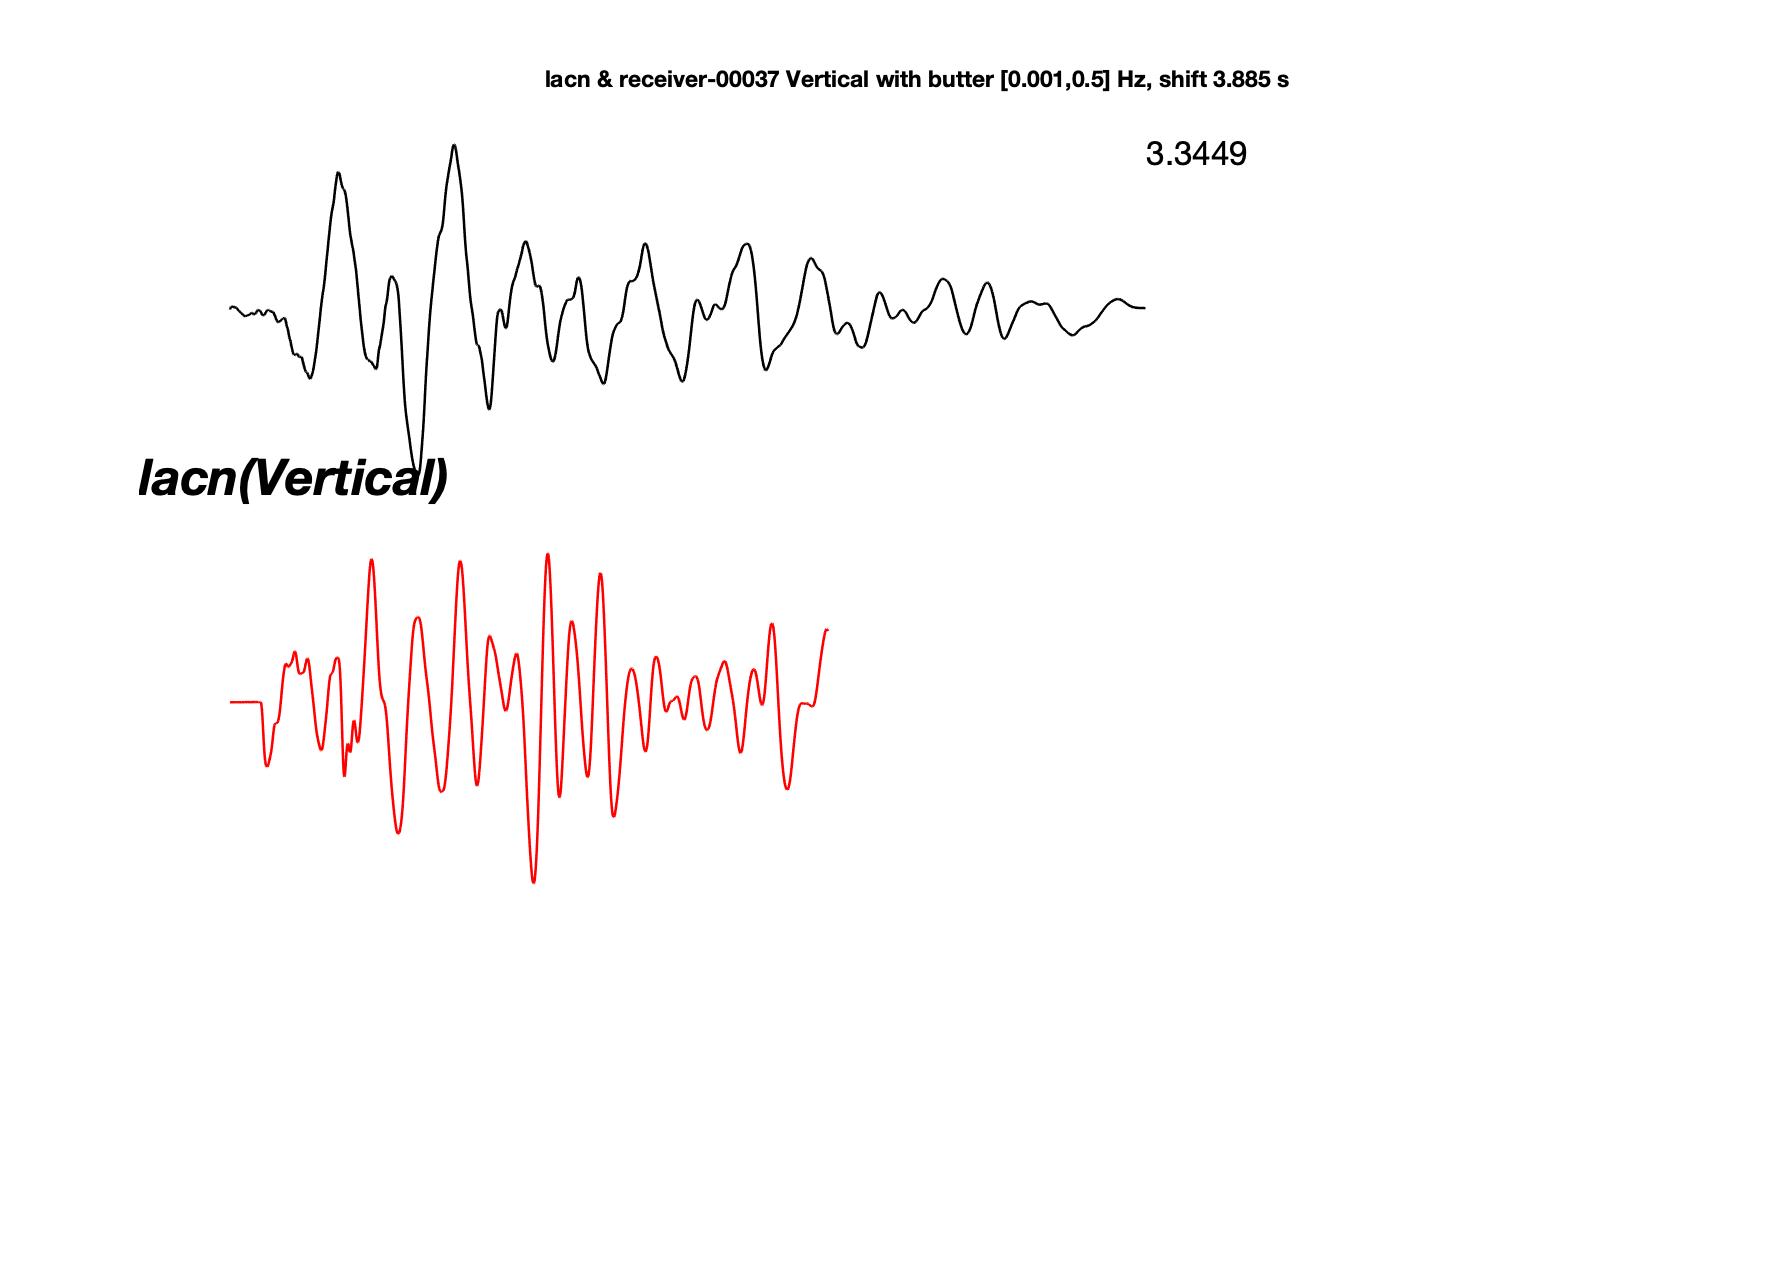 lacn & receiver-00037 Vertical with butter [0.001,0.5] Hz, shift 3.885 s
3.3449
lacn(Vertical)